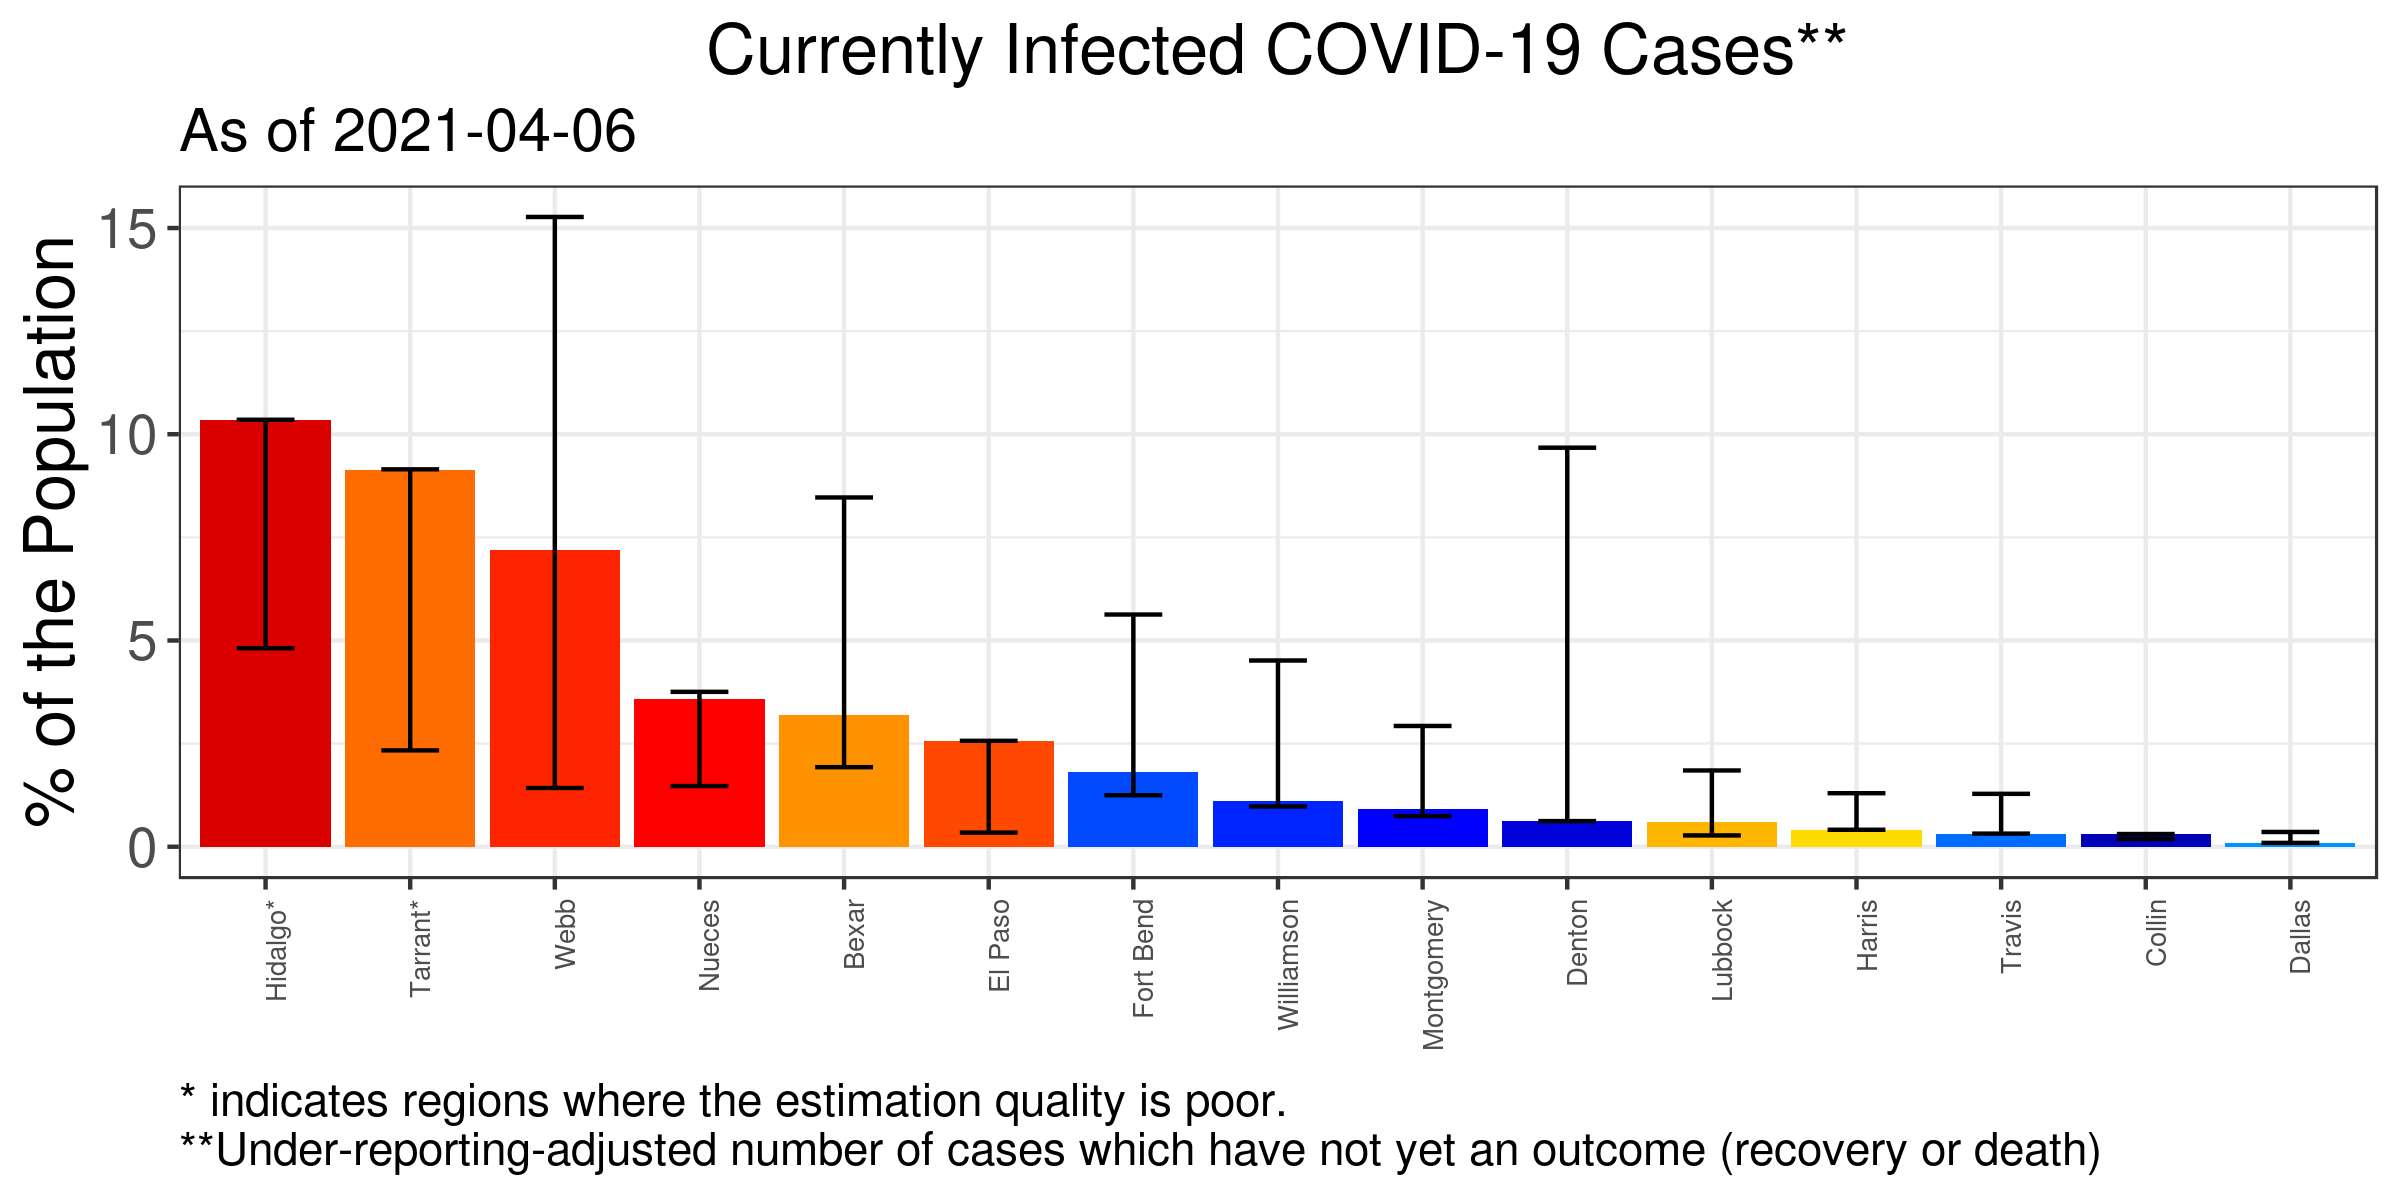 Currently Infected COVID-19 Cases**
As of 2021-04-06
% of the Population
15
10
5
0
Hidalgo*
Tarrant*
Webb
Nueces
Bexar
El Paso
Fort Bend
Williamson
Montgomery
Denton
Lubbock
Harris
Travis
Collin
Dallas
* indicates regions where the estimation quality is poor.
**Under-reporting-adjusted number of cases which have not yet an outcome (recovery or death)